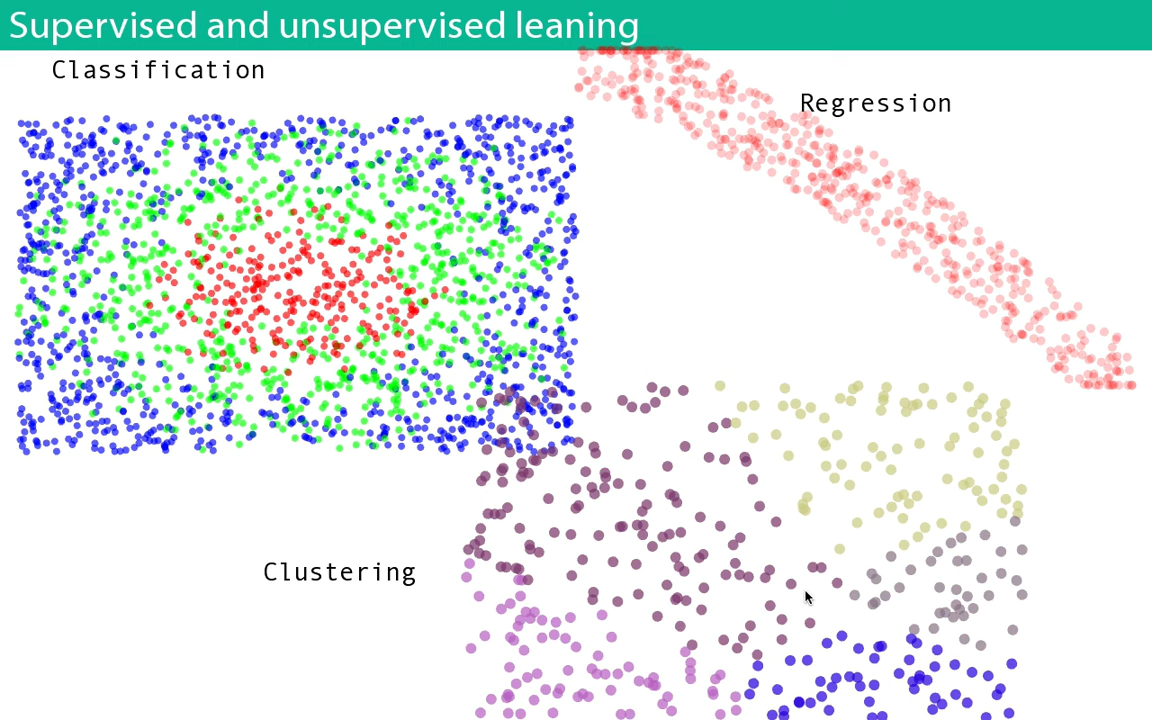 Supervised and unsupervised leaning
Classification
Regression
Clustering